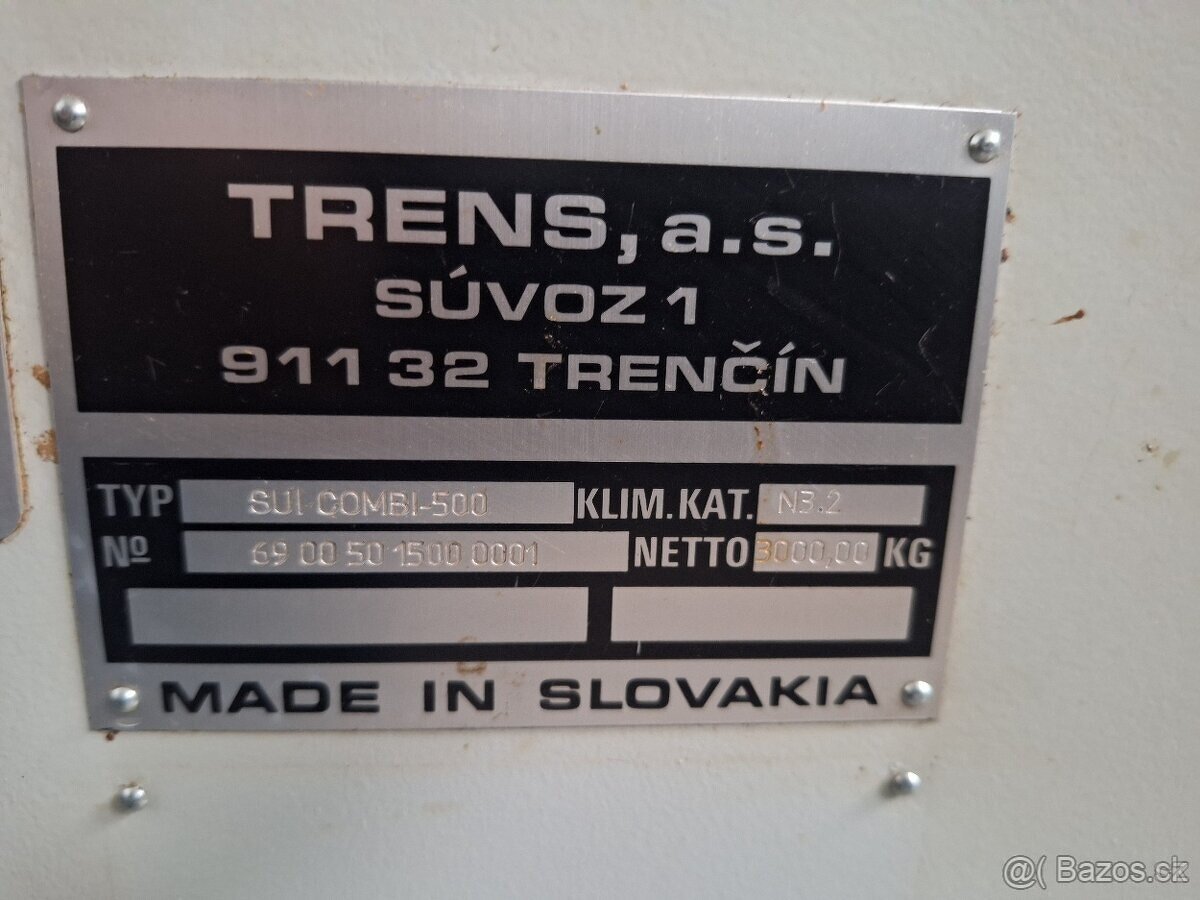 TRENS, a.s.
SÚVOZ 1
911 32 TRENČÍN
TYP SUI COMBI-500 KLIM. KAT. N3.2
Nº 69 00 50 1500 0001 NETTO 3000,00 KG
MADE IN SLOVAKIA
@( Bazos.sk